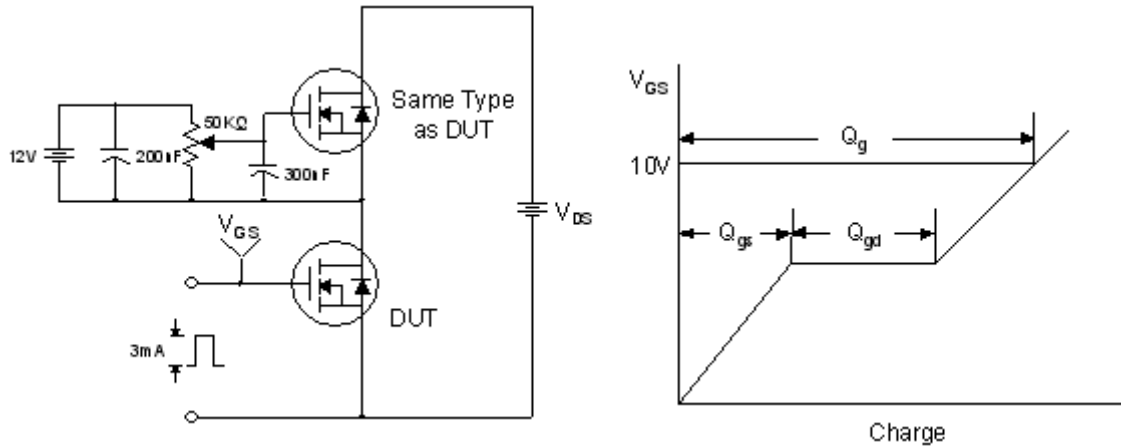 Same Type
as DUT
50KΩ
12V
200nF
300nF
V_GS
V_DS
DUT
3mA
V_GS
Q_g
10V
Q_gs
Q_gd
Charge